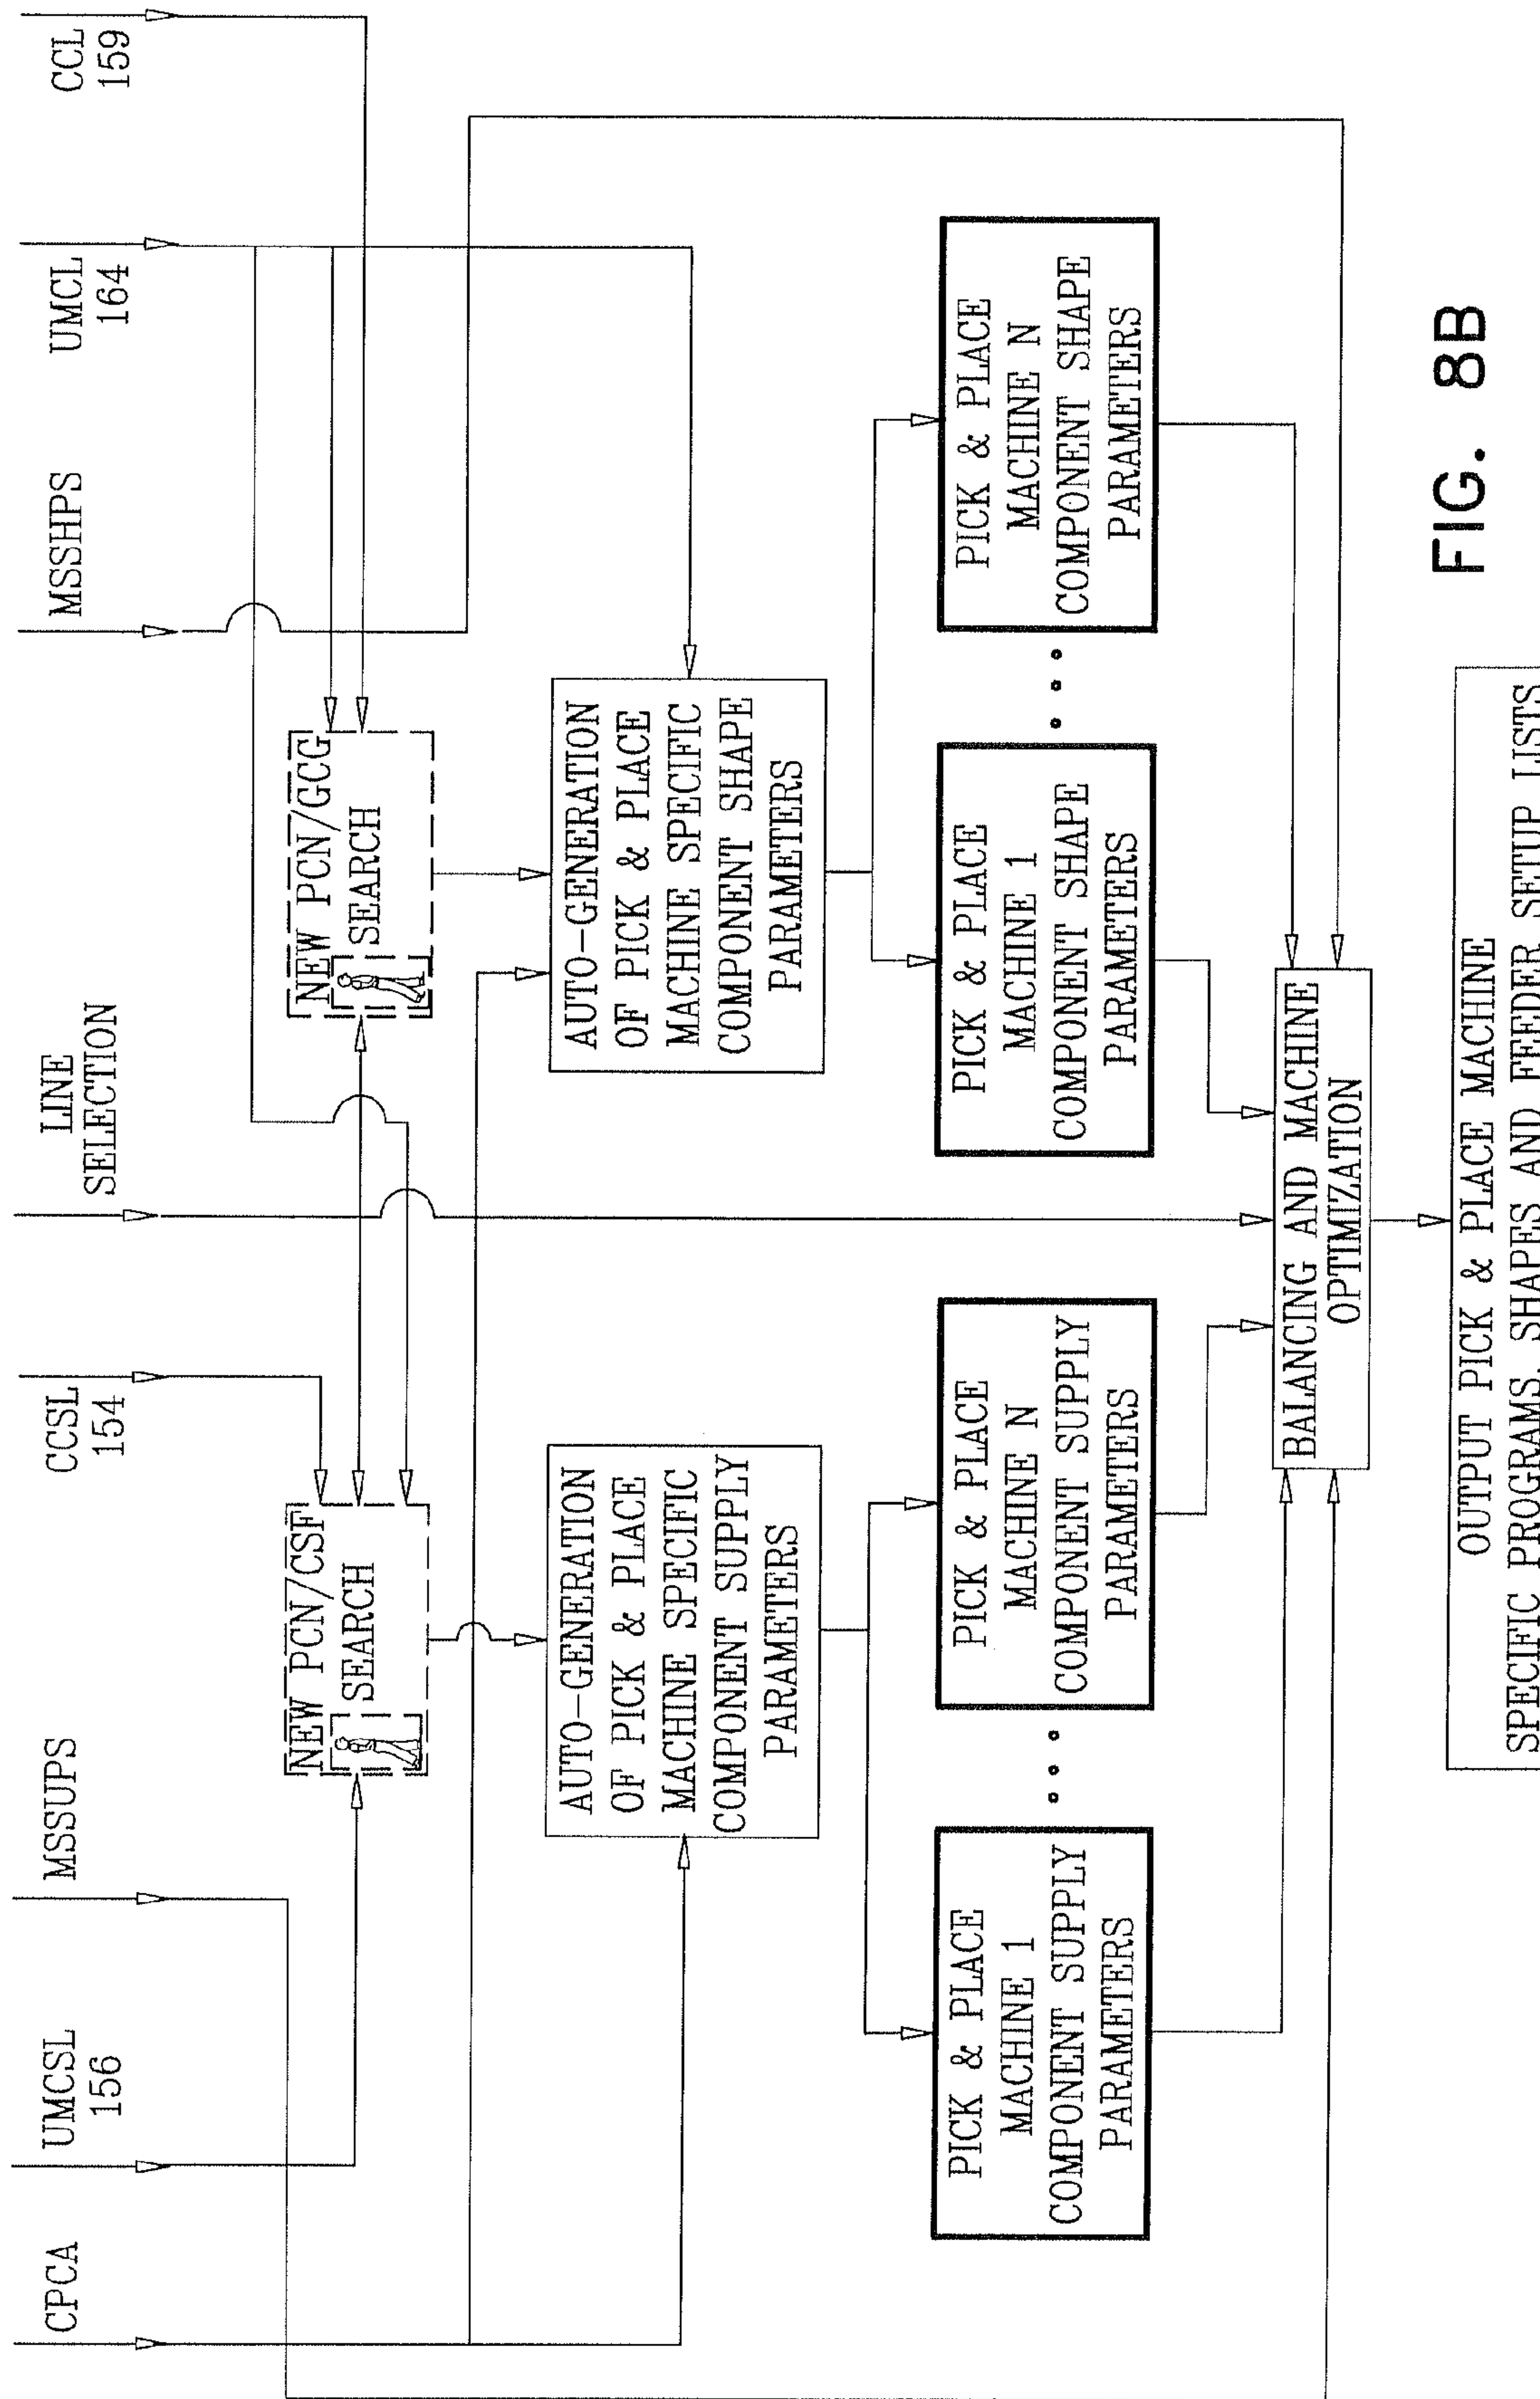 CPCA
UMCSL
156
MSSUPS
CCSL
154
LINE
SELECTION
MSSHPS
UMCL
164
CCL
159
NEW PCN/CSF
SEARCH
NEW PCN/GCG
SEARCH
AUTO-GENERATION
OF PICK & PLACE
MACHINE SPECIFIC
COMPONENT SUPPLY
PARAMETERS
AUTO-GENERATION
OF PICK & PLACE
MACHINE SPECIFIC
COMPONENT SHAPE
PARAMETERS
PICK & PLACE
MACHINE 1
COMPONENT SUPPLY
PARAMETERS
PICK & PLACE
MACHINE N
COMPONENT SUPPLY
PARAMETERS
PICK & PLACE
MACHINE 1
COMPONENT SHAPE
PARAMETERS
PICK & PLACE
MACHINE N
COMPONENT SHAPE
PARAMETERS
BALANCING AND MACHINE
OPTIMIZATION
OUTPUT PICK & PLACE MACHINE
SPECIFIC PROGRAMS, SHAPES AND FEEDER SETUP LISTS
FIG. 8B